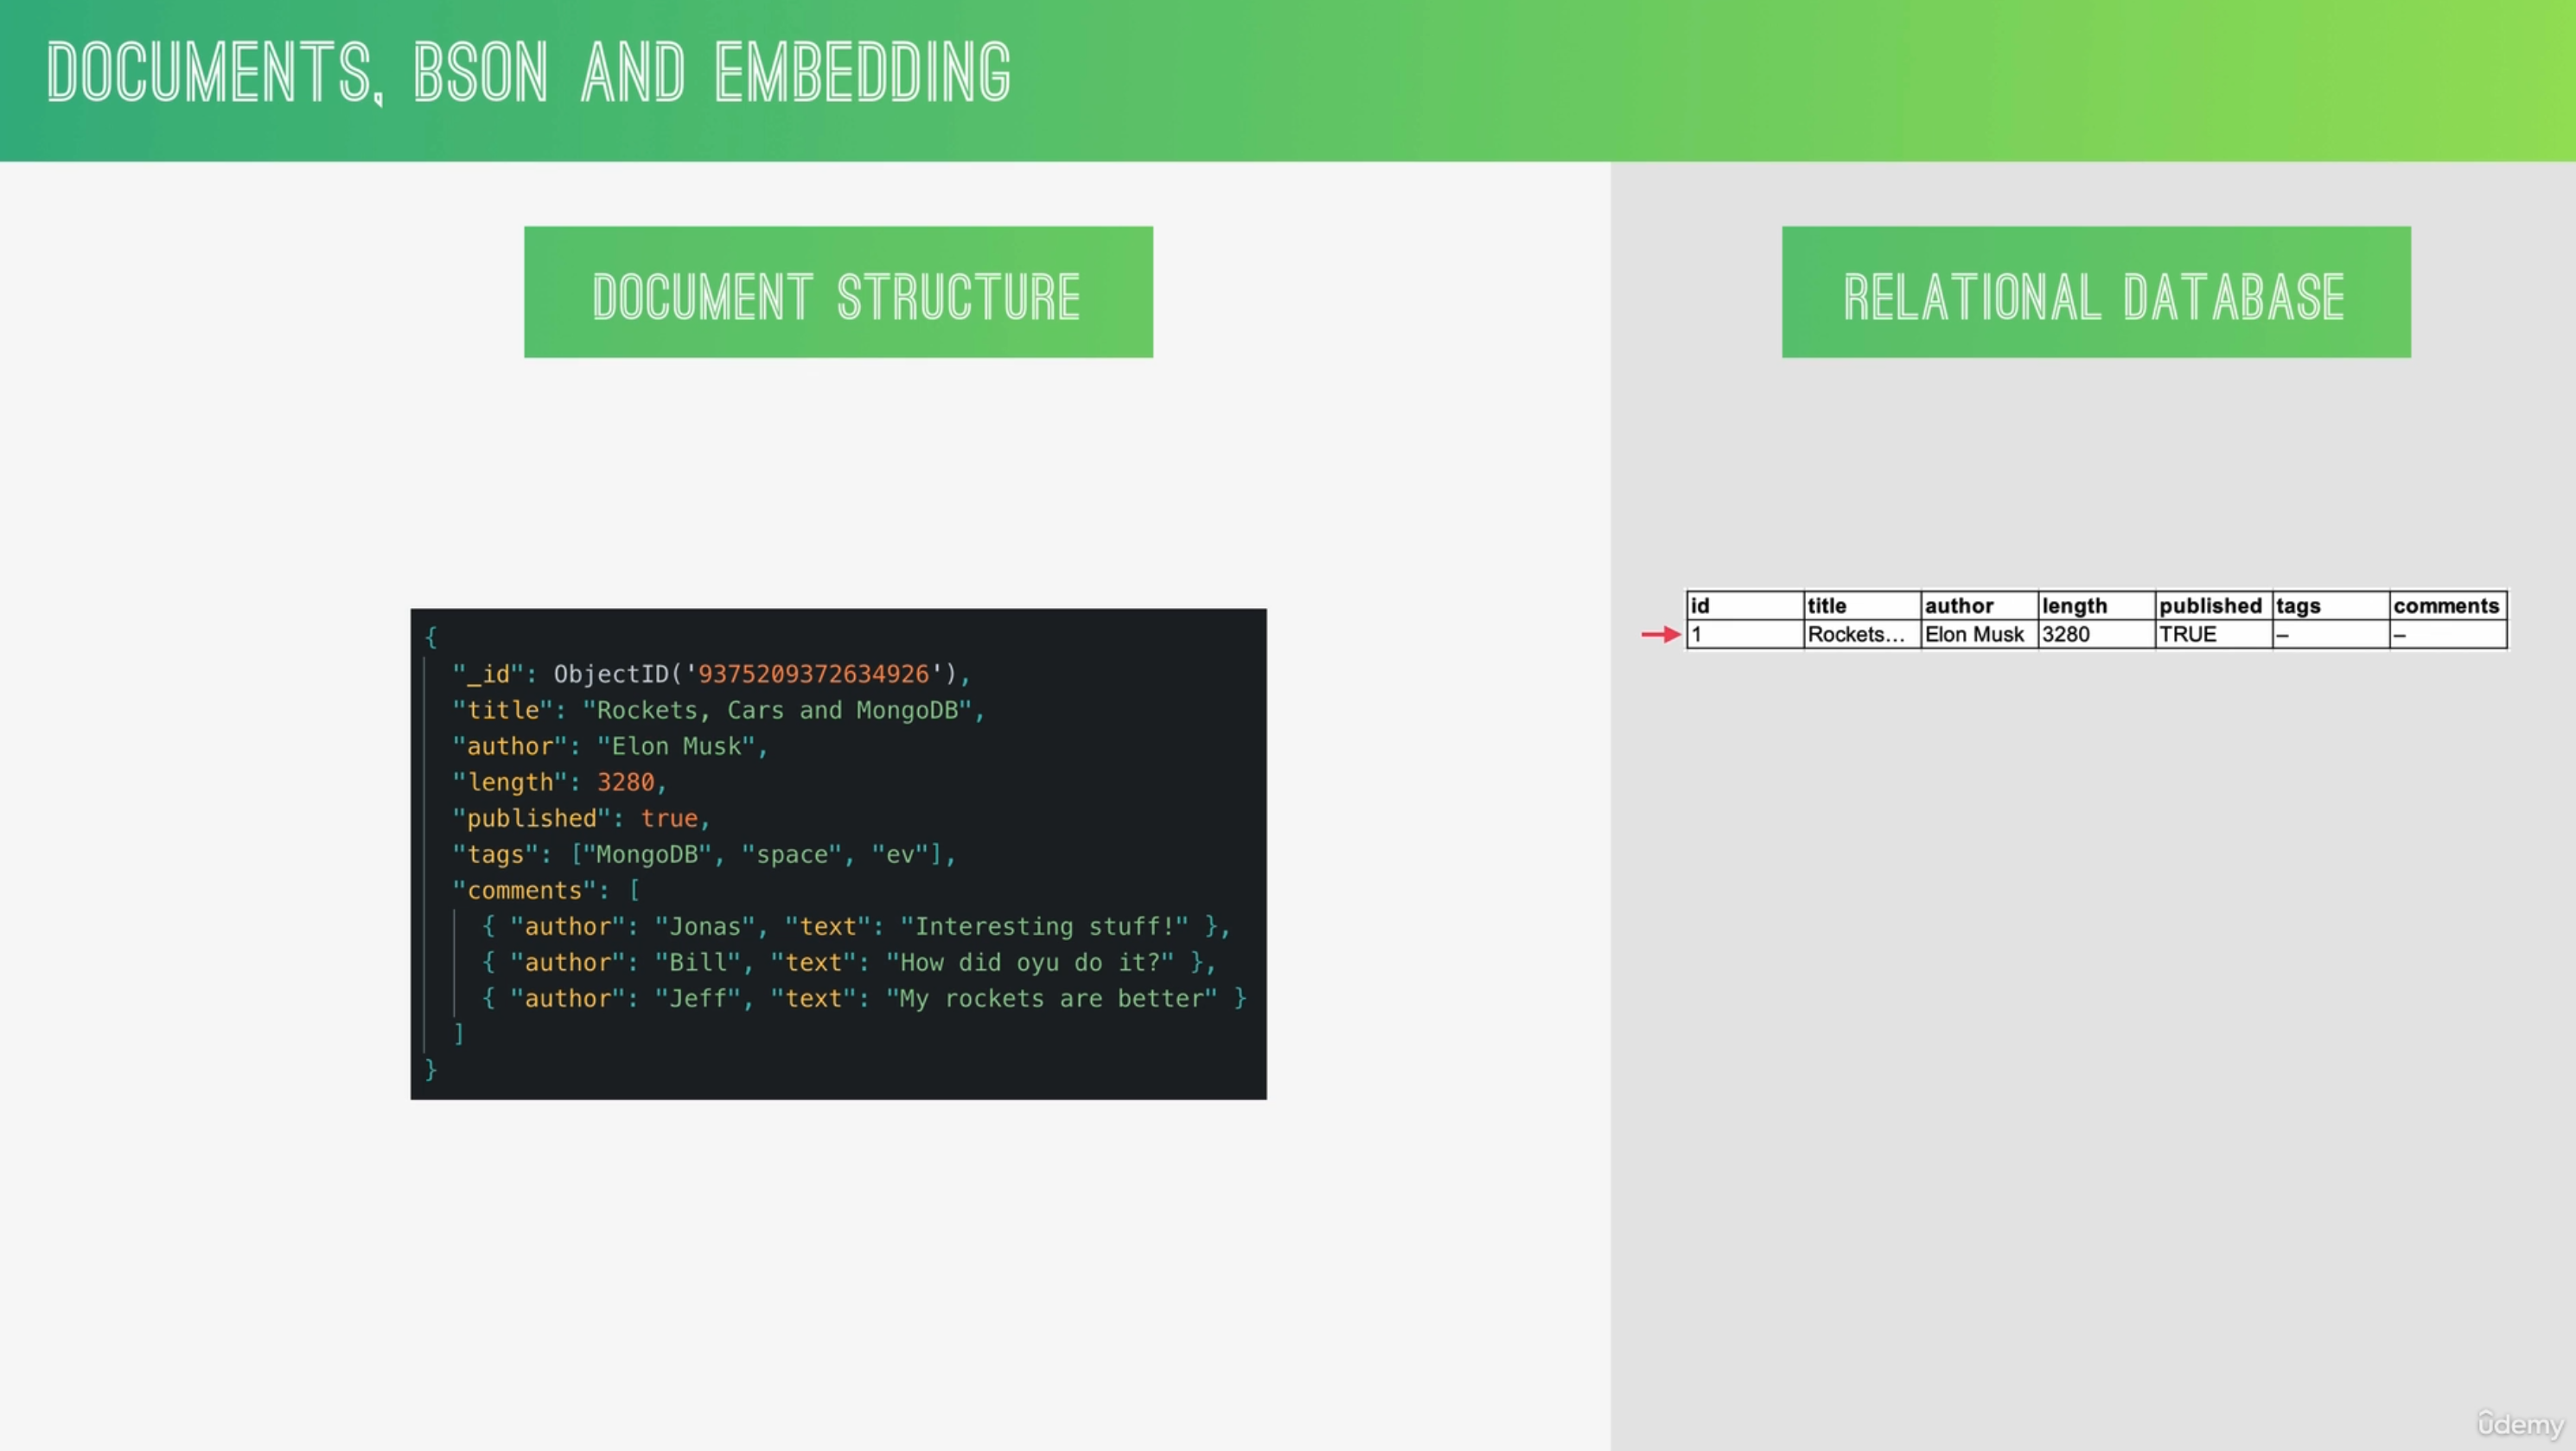 DOCUMENTS, BSON AND EMBEDDING
DOCUMENT STRUCTURE
{
"_id": ObjectID('9375209372634926'),
"title": "Rockets, Cars and MongoDB",
"author": "Elon Musk",
"length": 3280,
"published": true,
"tags": ["MongoDB", "space", "ev"],
"comments": [
{ "author": "Jonas", "text": "Interesting stuff!" },
{ "author": "Bill", "text": "How did oyu do it?" },
{ "author": "Jeff", "text": "My rockets are better" }
]
}
RELATIONAL DATABASE
id title author length published tags comments
1 Rockets... Elon Musk 3280 TRUE – –
ûdemy